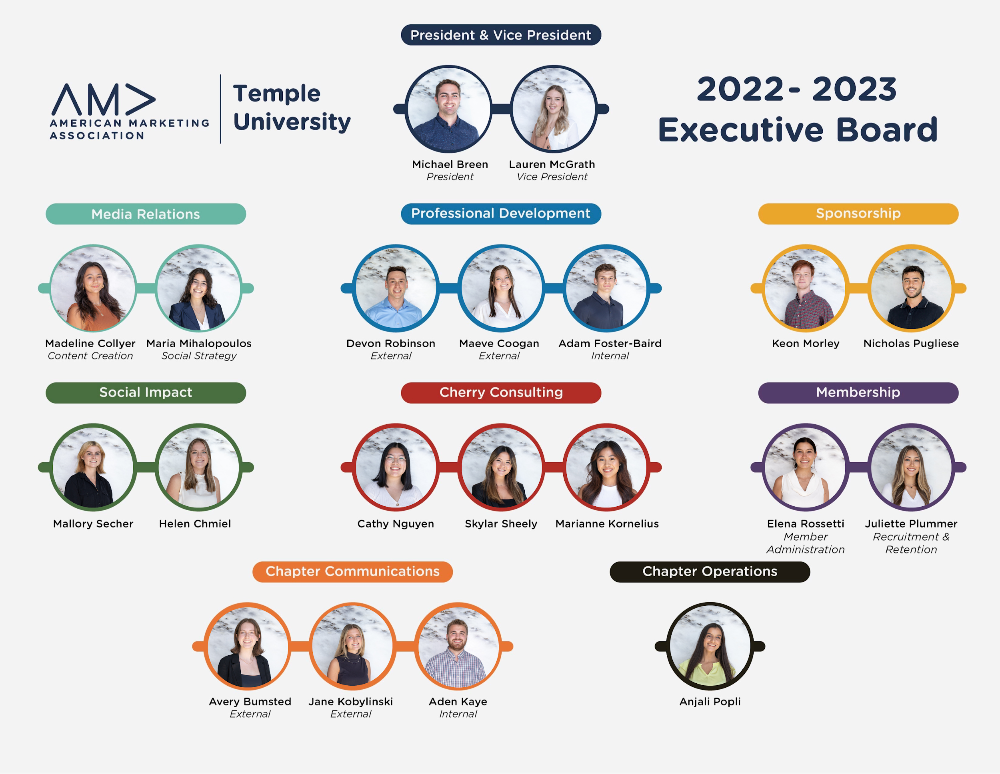 President & Vice President
AMA
AMERICAN MARKETING
ASSOCIATION
Temple
University
2022- 2023
Executive Board
Michael Breen
President
Lauren McGrath
Vice President
Media Relations
Madeline Collyer
Content Creation
Maria Mihalopoulos
Social Strategy
Professional Development
Devon Robinson
External
Maeve Coogan
External
Adam Foster-Baird
Internal
Sponsorship
Keon Morley
Nicholas Pugliese
Social Impact
Mallory Secher
Helen Chmiel
Cherry Consulting
Cathy Nguyen
Skylar Sheely
Marianne Kornelius
Membership
Elena Rossetti
Member
Administration
Juliette Plummer
Recruitment &
Retention
Chapter Communications
Avery Bumsted
External
Jane Kobylinski
External
Aden Kaye
Internal
Chapter Operations
Anjali Popli